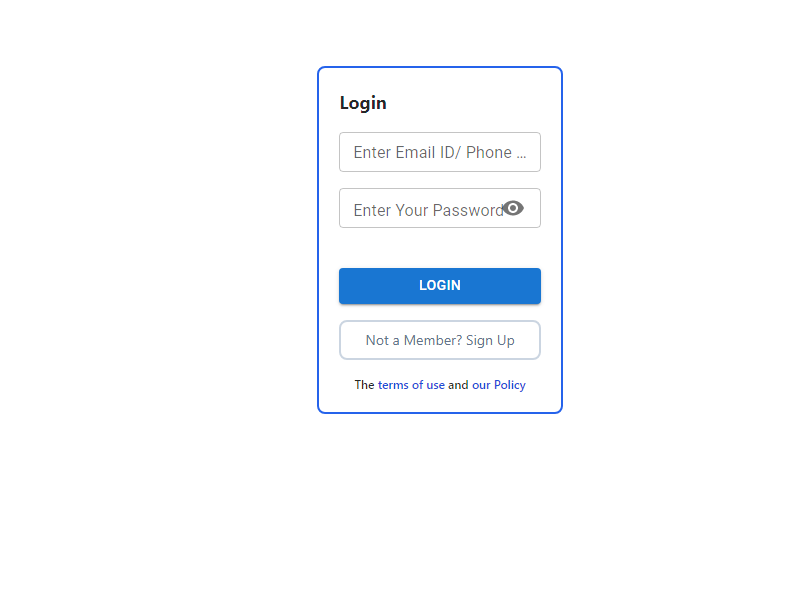 Login
Enter Email ID/ Phone ...
Enter Your Password
LOGIN
Not a Member? Sign Up
The terms of use and our Policy